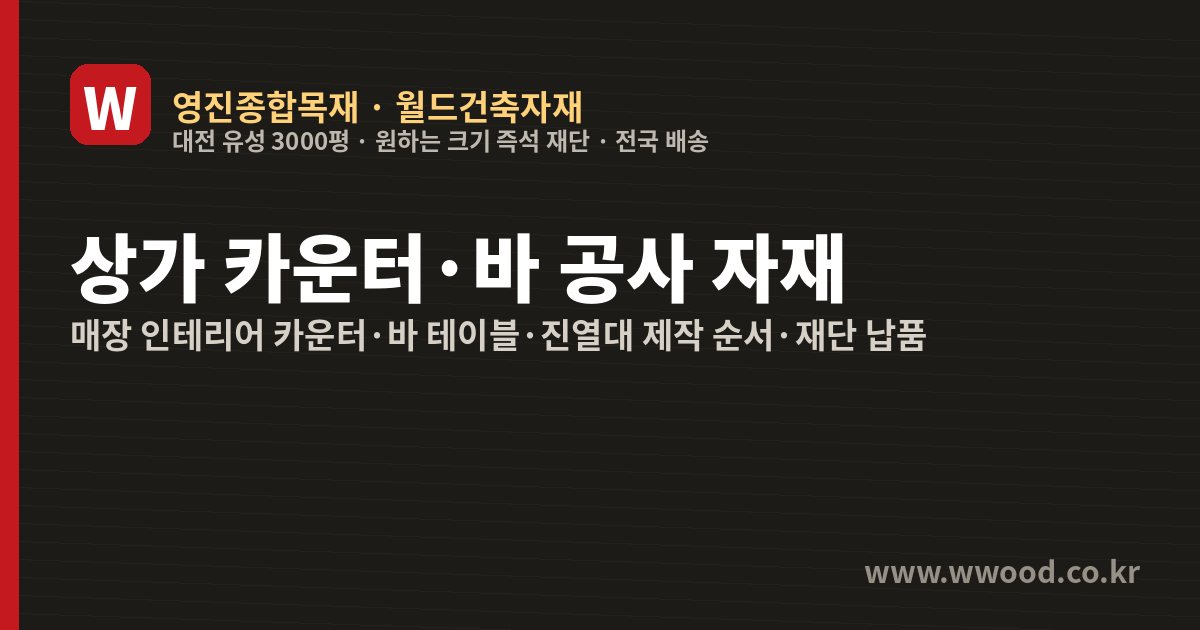 W
영진종합목재 · 월드건축자재
대전 유성 3000평 · 원하는 크기 즉석 재단 · 전국 배송
상가 카운터·바 공사 자재
매장 인테리어 카운터·바 테이블·진열대 제작 순서·재단 납품
www.wwood.co.kr